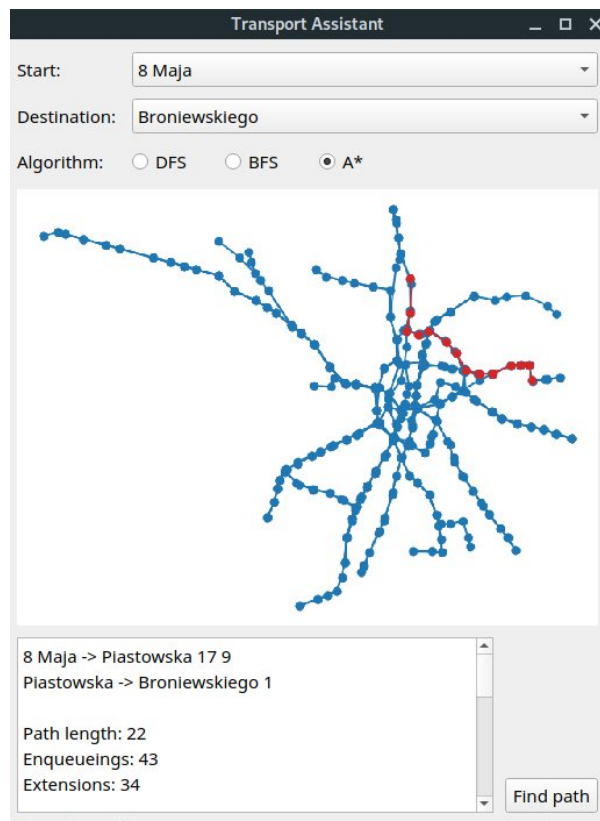 Transport Assistant
Start: 8 Maja
Destination: Broniewskiego
Algorithm: DFS BFS A*
8 Maja -> Piastowska 17 9
Piastowska -> Broniewskiego 1
Path length: 22
Enqueueings: 43
Extensions: 34
Find path